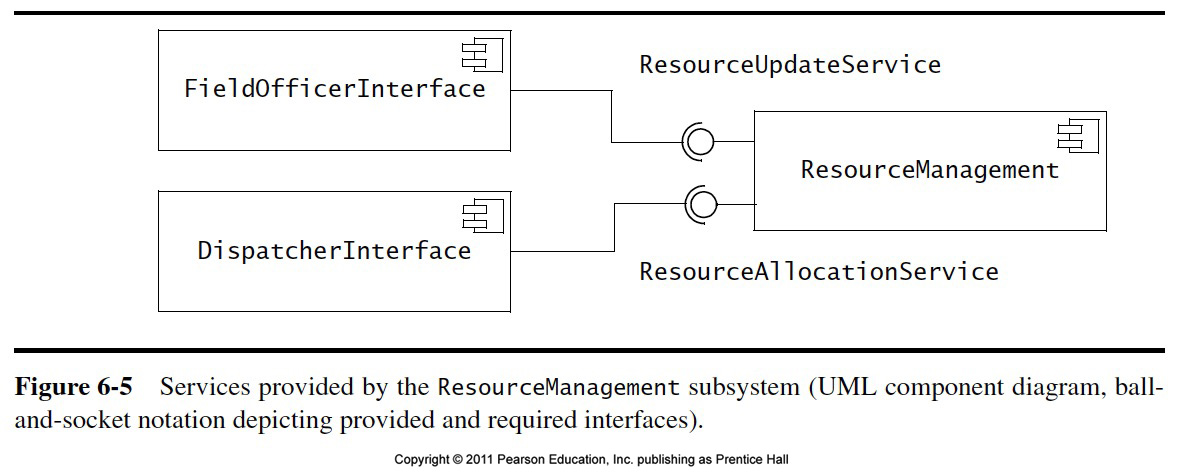 FieldOfficerInterface
ResourceUpdateService
ResourceManagement
DispatcherInterface
ResourceAllocationService
Figure 6-5 Services provided by the ResourceManagement subsystem (UML component diagram, ball-
and-socket notation depicting provided and required interfaces).
Copyright © 2011 Pearson Education, Inc. publishing as Prentice Hall